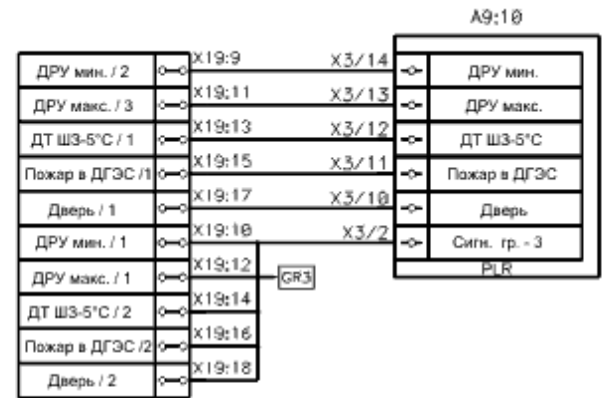 A9:10
X19:9 X3/14
ДРУ мин. / 2 ДРУ мин.
X19:11 X3/13
ДРУ макс. / 3 ДРУ макс.
X19:13 X3/12
ДТ ШЗ-5°С / 1 ДТ ШЗ-5°С
X19:15 X3/11
Пожар в ДГЭС /1 Пожар в ДГЭС
X19:17 X3/10
Дверь / 1 Дверь
X19:10 X3/2
ДРУ мин. / 1 Сигн. гр. - 3
X19:12 PLR
ДРУ макс. / 1 GR3
X19:14
ДТ ШЗ-5°С / 2
X19:16
Пожар в ДГЭС /2
X19:18
Дверь / 2